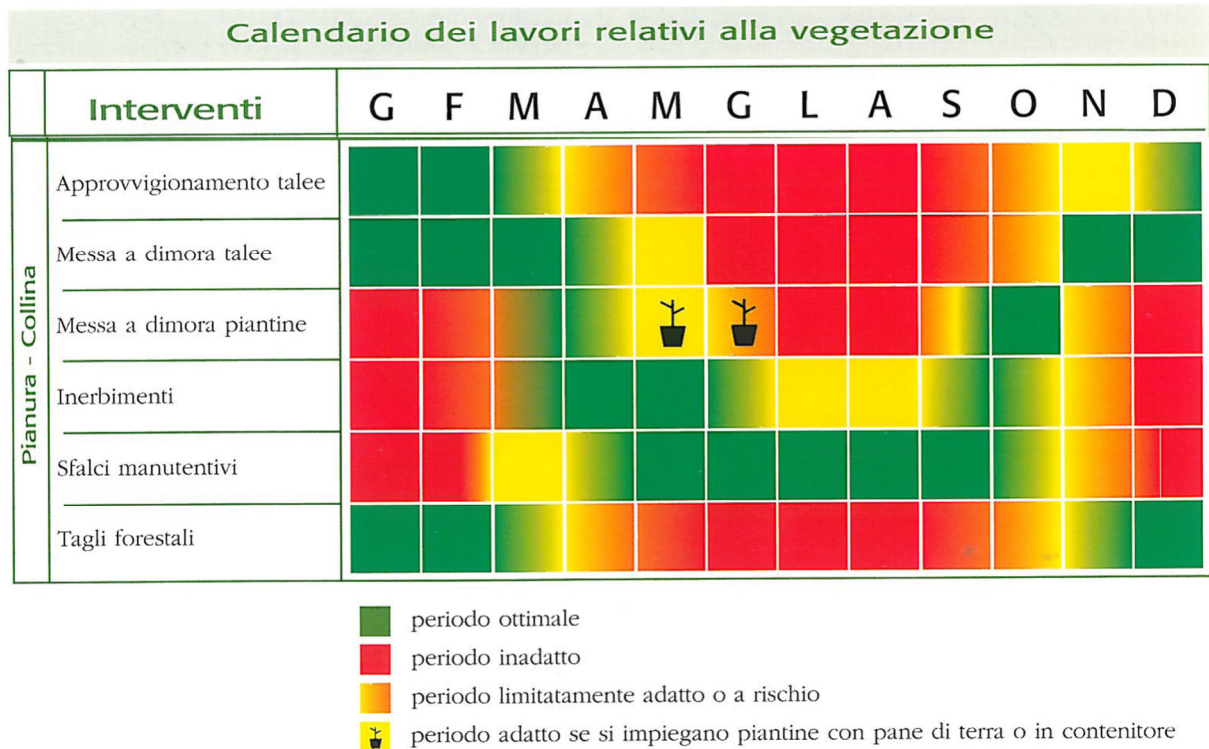 Calendario dei lavori relativi alla vegetazione
Interventi G F M A M G L A S O N D
Pianura - Collina
Approvvigionamento talee
Messa a dimora talee
Messa a dimora piantine
Inerbimenti
Sfalci manutentivi
Tagli forestali
periodo ottimale
periodo inadatto
periodo limitatamente adatto o a rischio
periodo adatto se si impiegano piantine con pane di terra o in contenitore